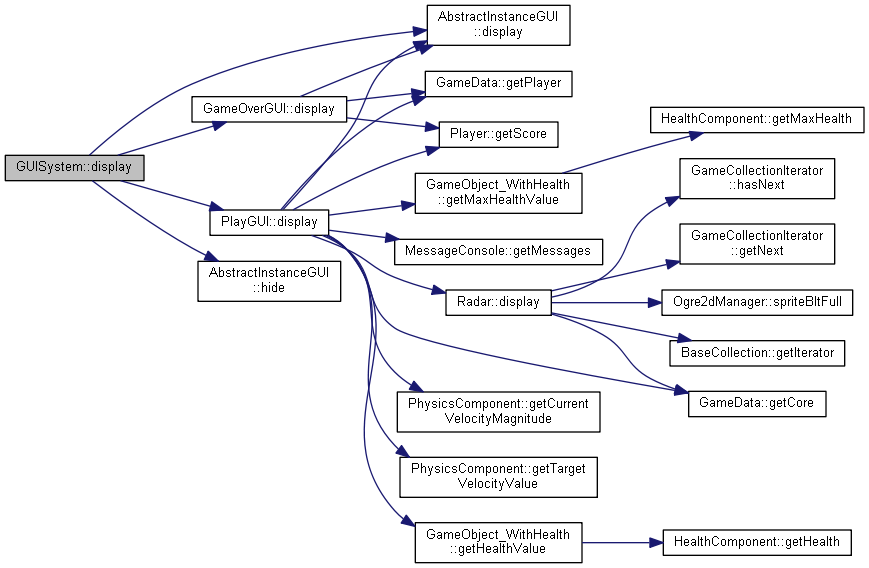 AbstractInstanceGUI
::display
GameData::getPlayer
GameOverGUI::display
HealthComponent::getMaxHealth
Player::getScore
GUISystem::display
GameCollectionIterator
::hasNext
GameObject_WithHealth
::getMaxHealthValue
PlayGUI::display
GameCollectionIterator
::getNext
MessageConsole::getMessages
AbstractInstanceGUI
::hide
Radar::display
Ogre2dManager::spriteBltFull
BaseCollection::getIterator
GameData::getCore
PhysicsComponent::getCurrent
VelocityMagnitude
PhysicsComponent::getTarget
VelocityValue
GameObject_WithHealth
::getHealthValue
HealthComponent::getHealth